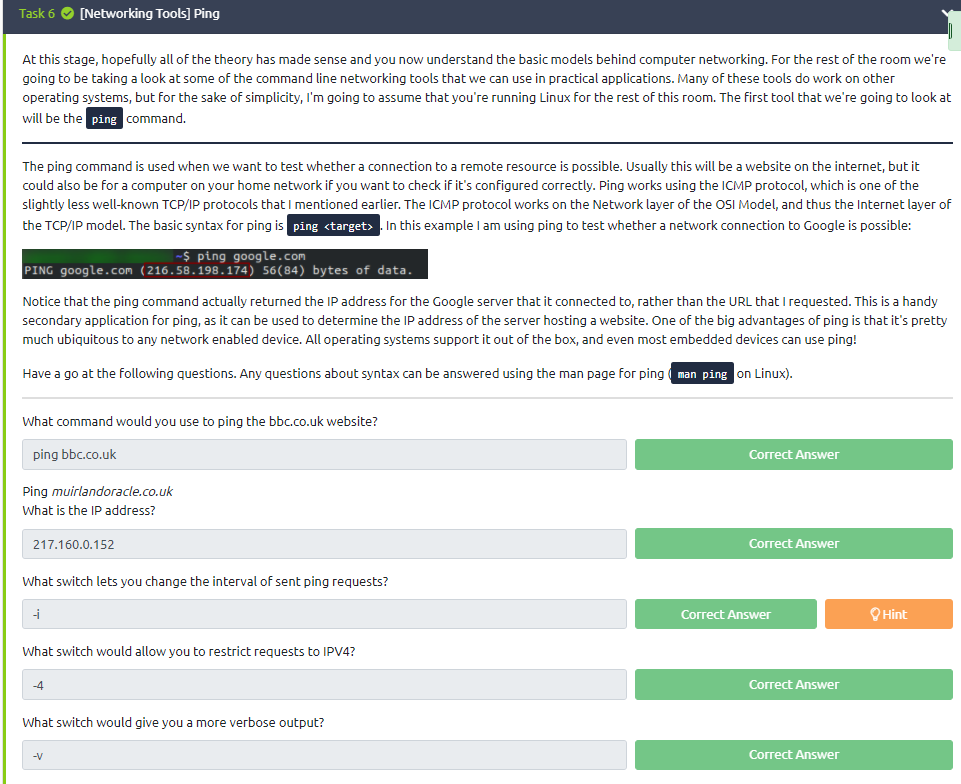 Task 6 [Networking Tools] Ping
At this stage, hopefully all of the theory has made sense and you now understand the basic models behind computer networking. For the rest of the room we're
going to be taking a look at some of the command line networking tools that we can use in practical applications. Many of these tools do work on other
operating systems, but for the sake of simplicity, I'm going to assume that you're running Linux for the rest of this room. The first tool that we're going to look at
will be the ping command.
The ping command is used when we want to test whether a connection to a remote resource is possible. Usually this will be a website on the internet, but it
could also be for a computer on your home network if you want to check if it's configured correctly. Ping works using the ICMP protocol, which is one of the
slightly less well-known TCP/IP protocols that I mentioned earlier. The ICMP protocol works on the Network layer of the OSI Model, and thus the Internet layer of
the TCP/IP model. The basic syntax for ping is ping <target>. In this example I am using ping to test whether a network connection to Google is possible:
~$ ping google.com
PING google.com (216.58.198.174) 56(84) bytes of data.
Notice that the ping command actually returned the IP address for the Google server that it connected to, rather than the URL that I requested. This is a handy
secondary application for ping, as it can be used to determine the IP address of the server hosting a website. One of the big advantages of ping is that it's pretty
much ubiquitous to any network enabled device. All operating systems support it out of the box, and even most embedded devices can use ping!
Have a go at the following questions. Any questions about syntax can be answered using the man page for ping (man ping on Linux).
What command would you use to ping the bbc.co.uk website?
ping bbc.co.uk Correct Answer
Ping muirlandoracle.co.uk
What is the IP address?
217.160.0.152 Correct Answer
What switch lets you change the interval of sent ping requests?
-i Correct Answer Hint
What switch would allow you to restrict requests to IPV4?
-4 Correct Answer
What switch would give you a more verbose output?
-v Correct Answer